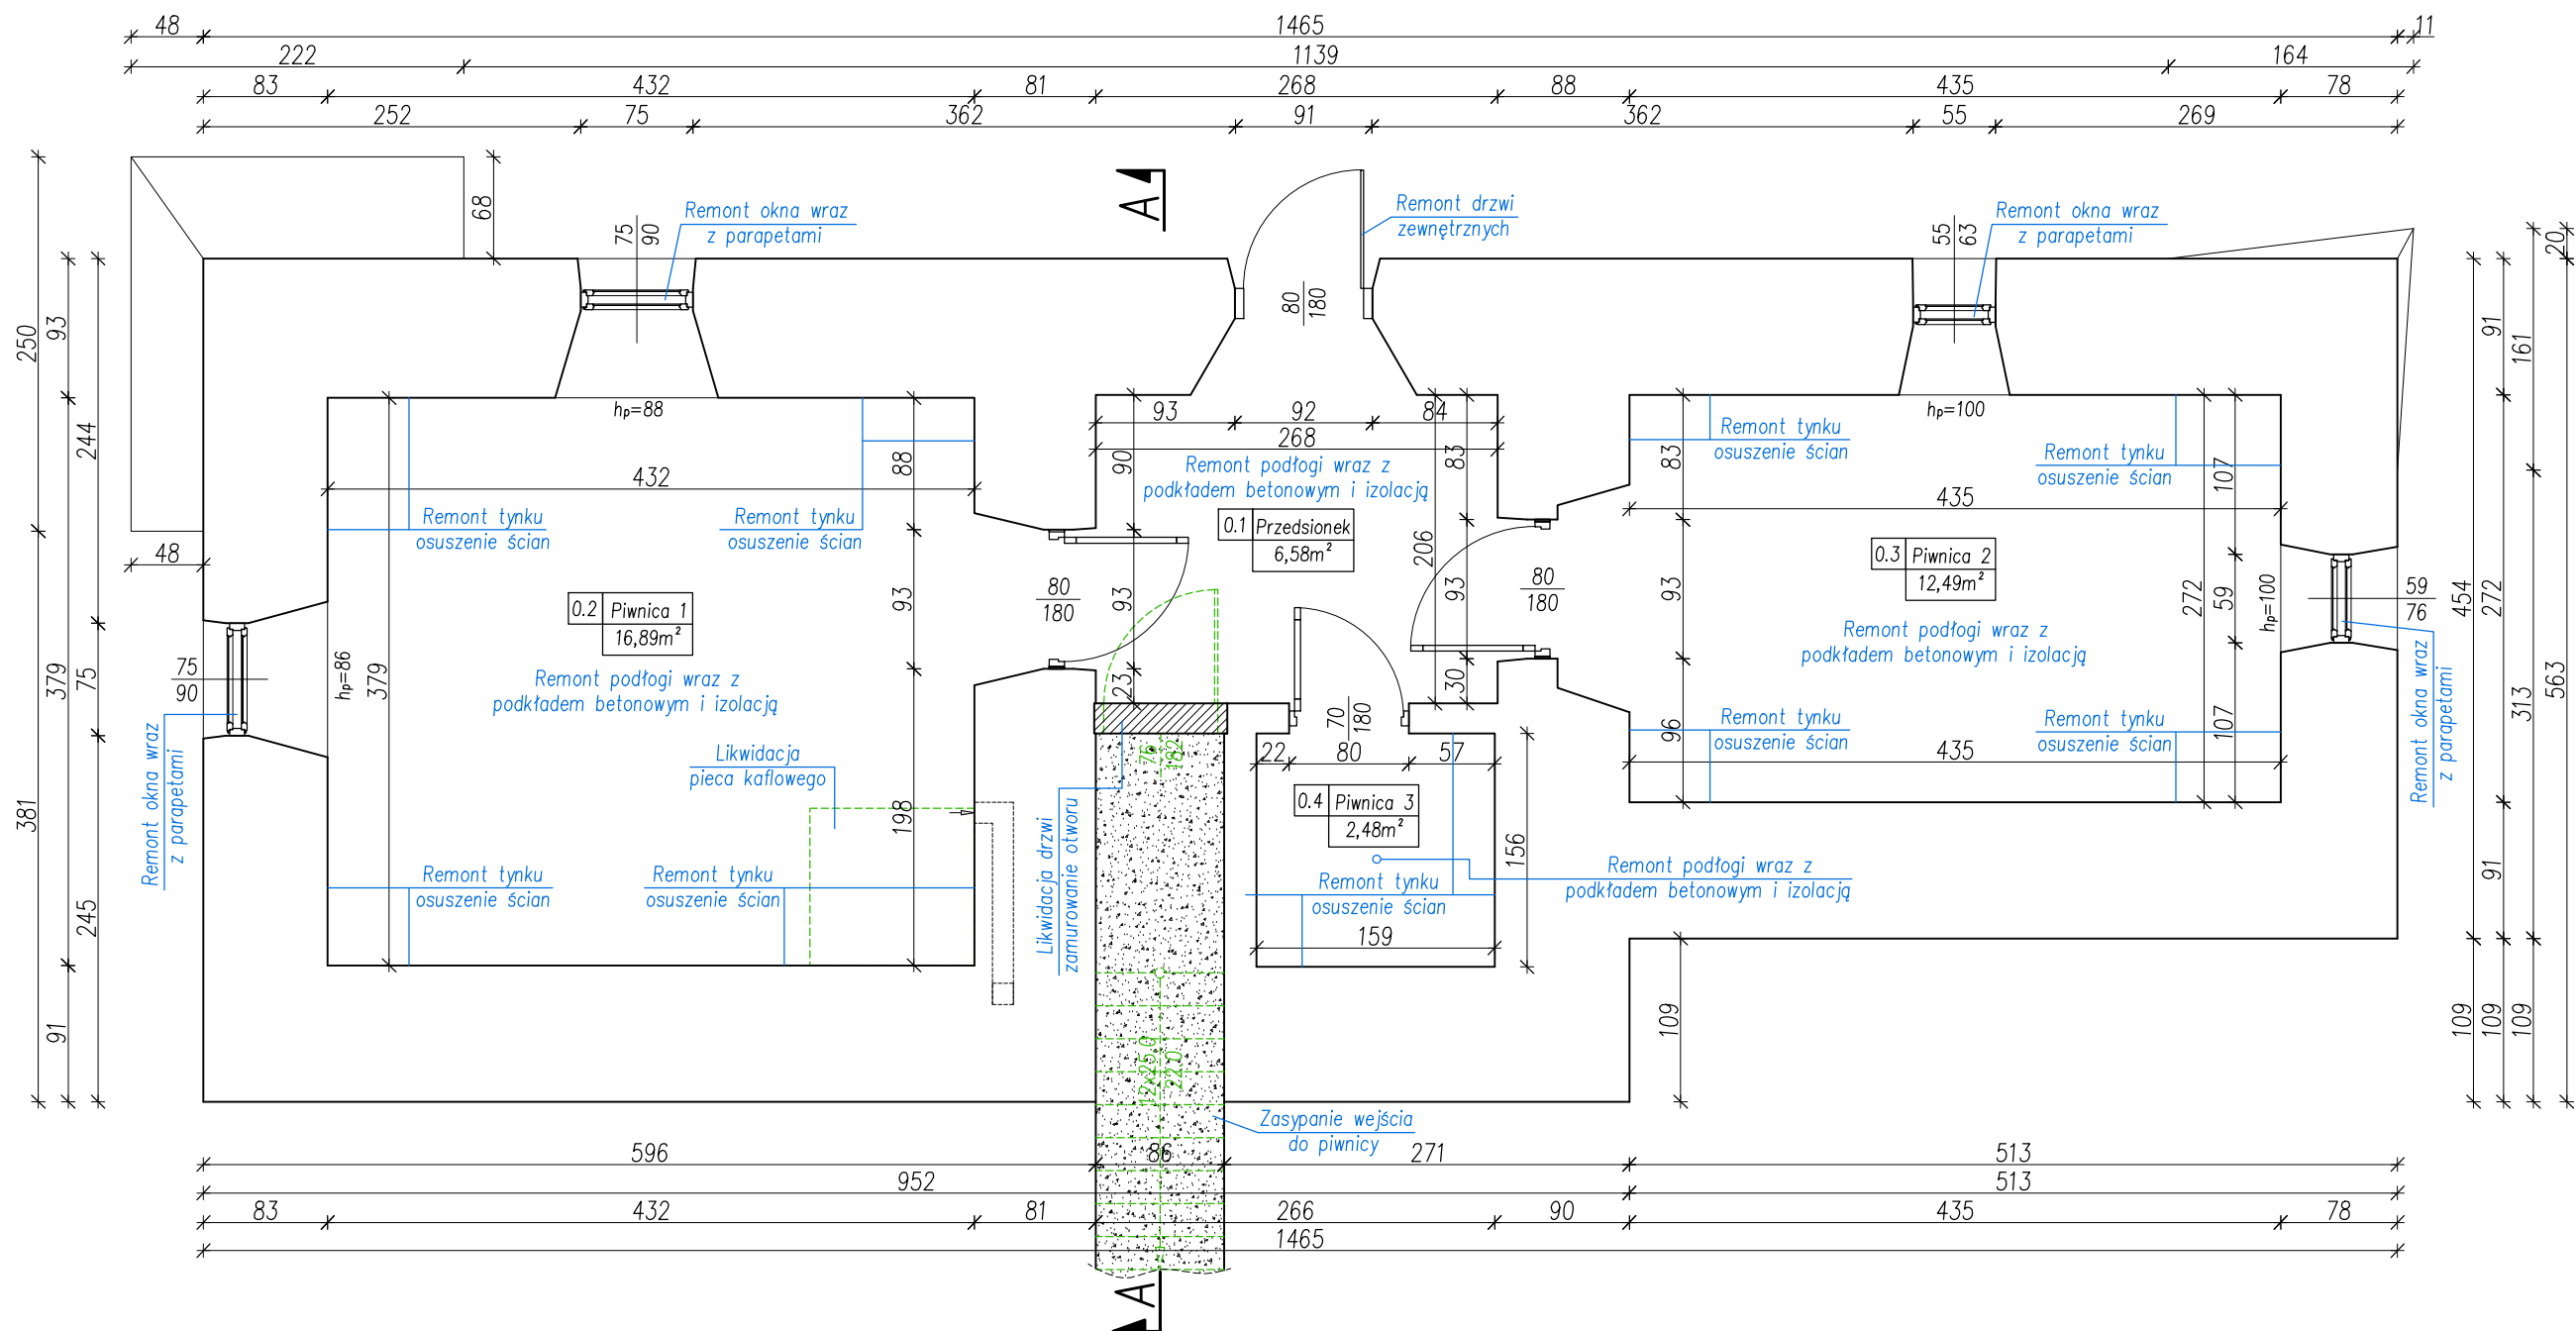 48
1465
11
222
1139
164
83
432
81
268
88
435
78
252
75
362
91
362
55
269
A
68
75
90
Remont okna wraz
z parapetami
Remont drzwi
zewnętrznych
80
180
55
63
Remont okna wraz
z parapetami
20
250
93
244
381
379
75
91
245
48
hp=88
432
88
93
198
379
hp=86
75
90
Remont tynku
osuszenie ścian
Remont tynku
osuszenie ścian
0.2 Piwnica 1
16,89m²
Remont podłogi wraz z
podkładem betonowym i izolacją
Likwidacja
pieca kaflowego
Remont tynku
osuszenie ścian
Remont tynku
osuszenie ścian
Remont okna wraz
z parapetami
80
180
93
92
84
268
90
93
23
206
83
93
30
Remont podłogi wraz z
podkładem betonowym i izolacją
0.1 Przedsionek
6,58m²
80
180
70
180
76
182
22
80
57
0.4 Piwnica 3
2,48m²
156
159
Remont tynku
osuszenie ścian
Remont podłogi wraz z
podkładem betonowym i izolacją
Likwidacja drzwi
zamurowanie otworu
12x25.0
22.0
Zasypanie wejścia
do piwnicy
hp=100
83
93
96
435
Remont tynku
osuszenie ścian
Remont tynku
osuszenie ścian
0.3 Piwnica 2
12,49m²
Remont podłogi wraz z
podkładem betonowym i izolacją
Remont tynku
osuszenie ścian
Remont tynku
osuszenie ścian
435
272
107
59
107
hp=100
59
76
Remont okna wraz
z parapetami
109
454
109
91
272
91
109
161
313
109
563
596
86
271
513
952
513
83
432
81
266
90
435
78
1465
A